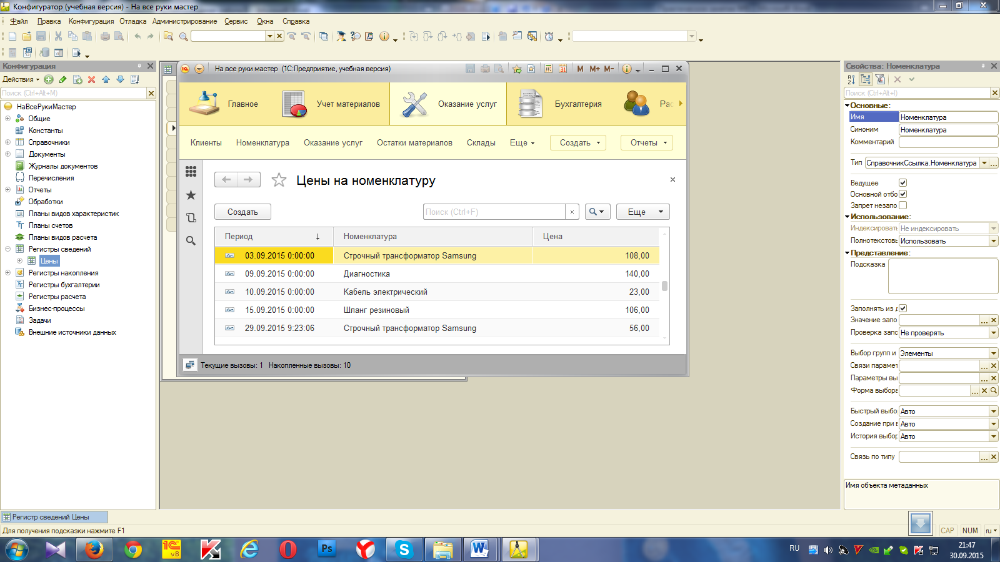 Конфигуратор (учебная версия) - На все руки мастер
Файл Правка Конфигурация Отладка Администрирование Сервис Окна Справка
Конфигурация
Действия
Поиск (Ctrl+Alt+M)
НаВсеРукиМастер
Общие
Константы
Справочники
Документы
Журналы документов
Перечисления
Отчеты
Обработки
Планы видов характеристик
Планы счетов
Планы видов расчета
Регистры сведений
Цены
Регистры накопления
Регистры бухгалтерии
Регистры расчета
Бизнес-процессы
Задачи
Внешние источники данных
На все руки мастер (1С:Предприятие, учебная версия)
M M+ M-
Главное Учет материалов Оказание услуг Бухгалтерия Рас
Клиенты Номенклатура Оказание услуг Остатки материалов Склады Еще Создать Отчеты
Цены на номенклатуру
Создать Поиск (Ctrl+F) Еще
Период Номенклатура Цена
03.09.2015 0:00:00 Строчный трансформатор Samsung 108,00
09.09.2015 0:00:00 Диагностика 140,00
10.09.2015 0:00:00 Кабель электрический 23,00
15.09.2015 0:00:00 Шланг резиновый 106,00
29.09.2015 9:23:06 Строчный трансформатор Samsung 56,00
Текущие вызовы: 1 Накопленные вызовы: 10
Свойства: Номенклатура
Поиск (Ctrl+Alt+I)
Основные:
Имя Номенклатура
Синоним Номенклатура
Комментарий
Тип СправочникСсылка.Номенклатура
Ведущее
Основной отбо
Запрет незапо
Использование:
Индексировать Не индексировать
Полнотекстовы Использовать
Представление:
Подсказка
Заполнять из д
Значение запо
Проверка запо Не проверять
Выбор групп и Элементы
Связи парамет
Параметры вы
Форма выбора
Быстрый выбо Авто
Создание при в Авто
История выбор Авто
Связь по типу
Имя объекта метаданных
Регистр сведений Цены
Для получения подсказки нажмите F1
CAP NUM ru
RU
21:47
30.09.2015